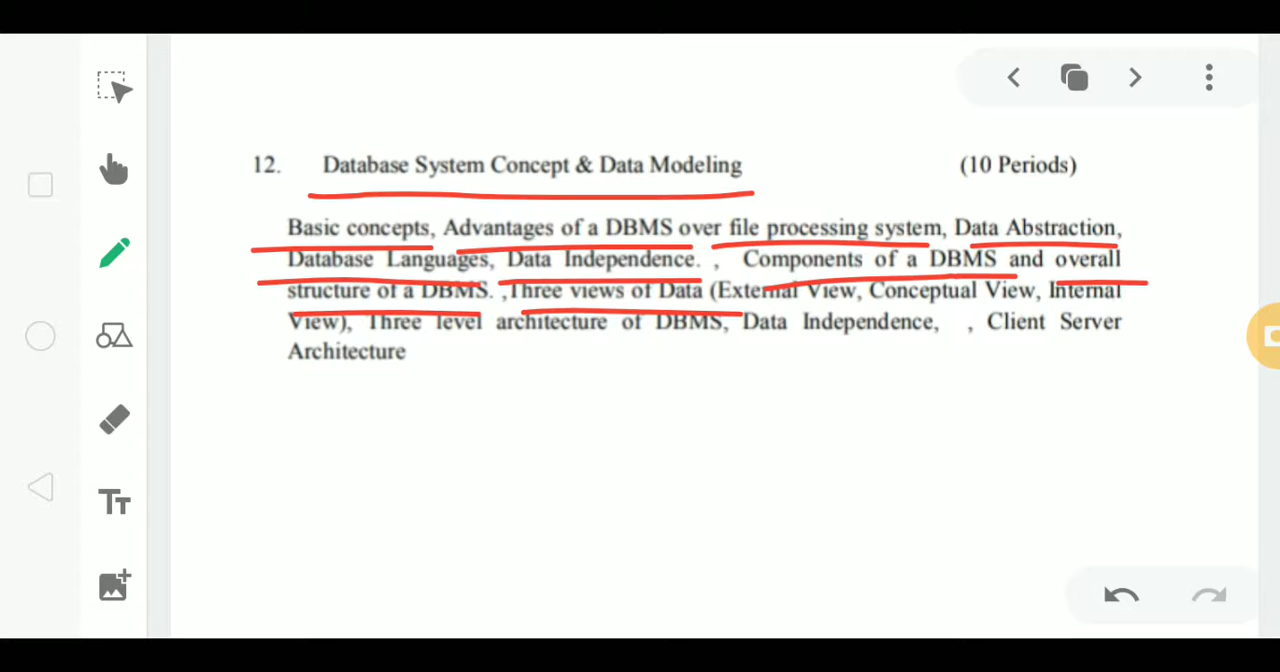 12. Database System Concept & Data Modeling (10 Periods)
Basic concepts, Advantages of a DBMS over file processing system, Data Abstraction,
Database Languages, Data Independence. , Components of a DBMS and overall
structure of a DBMS. ,Three views of Data (External View, Conceptual View, Internal
View), Three level architecture of DBMS, Data Independence, , Client Server
Architecture
TT